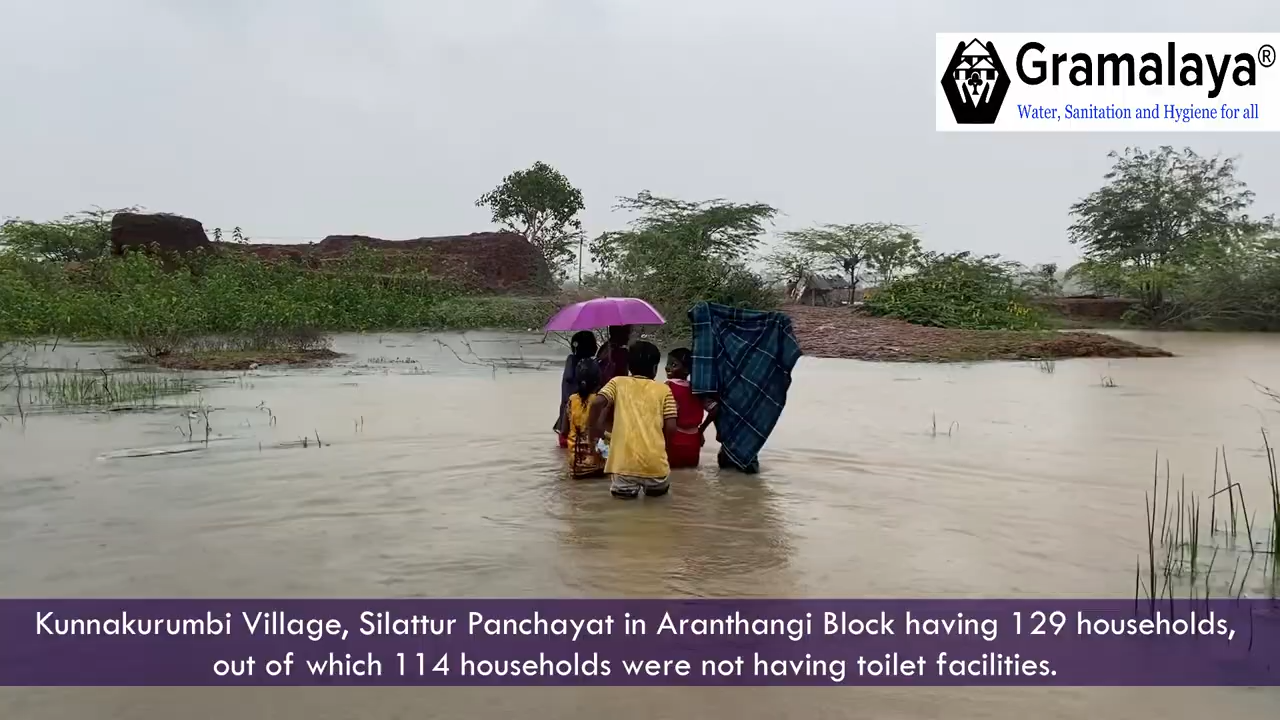 Gramalaya®
Water, Sanitation and Hygiene for all
Kunnakurumbi Village, Silattur Panchayat in Aranthangi Block having 129 households,
out of which 114 households were not having toilet facilities.